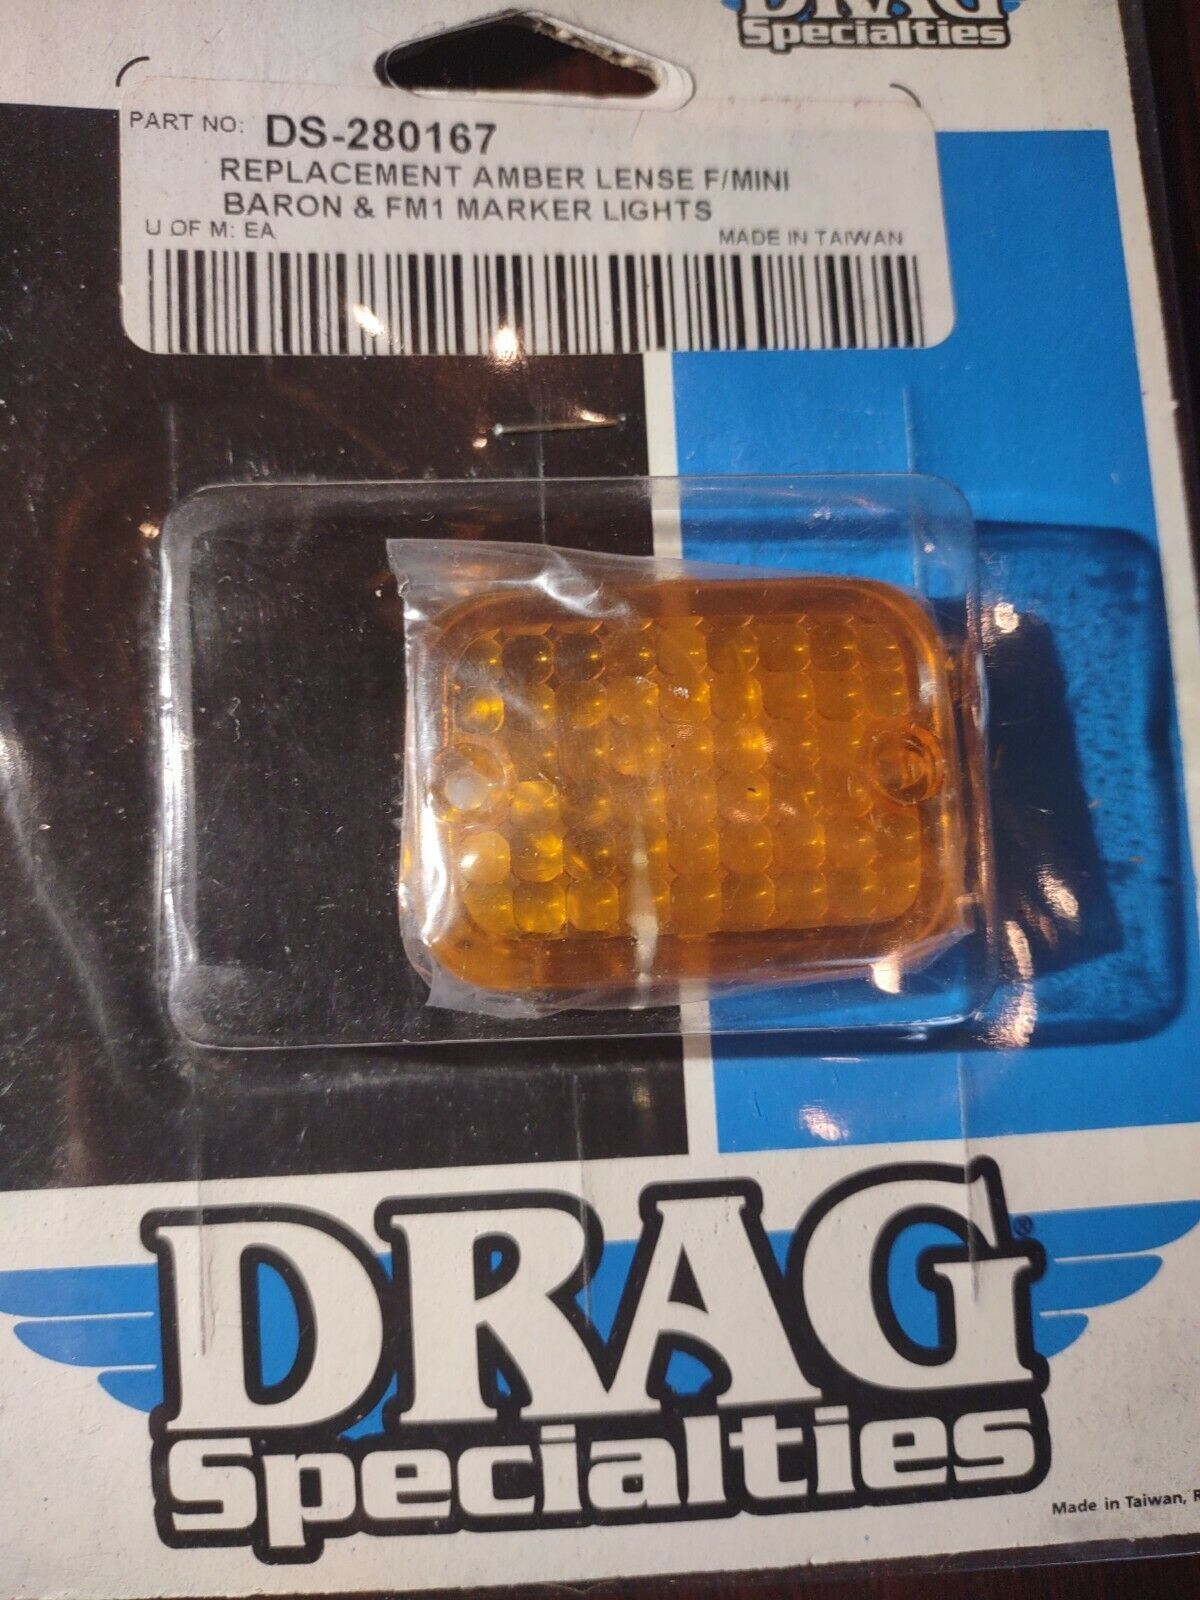 DRAG
Specialties
PART NO: DS-280167
REPLACEMENT AMBER LENSE F/MINI
BARON & FM1 MARKER LIGHTS
U OF M: EA
MADE IN TAIWAN
DRAG®
Specialties
Made in Taiwan, R